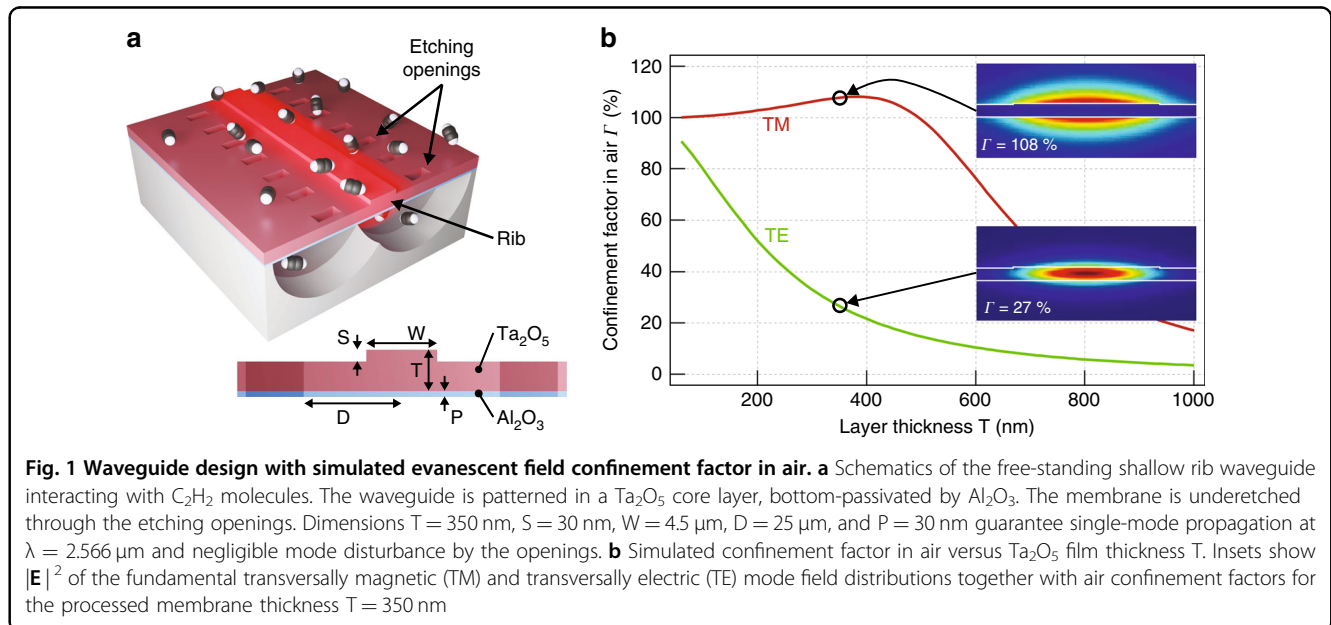 a
Etching
openings
Rib
S
W
T
Ta₂O₅
D
P
Al₂O₃
b
Confinement factor in air Γ (%)
120
100
80
60
40
20
0
TM
TE
Γ = 108 %
Γ = 27 %
200
400
600
800
1000
Layer thickness T (nm)
Fig. 1 Waveguide design with simulated evanescent field confinement factor in air. a Schematics of the free-standing shallow rib waveguide
interacting with C₂H₂ molecules. The waveguide is patterned in a Ta₂O₅ core layer, bottom-passivated by Al₂O₃. The membrane is underetched
through the etching openings. Dimensions T = 350 nm, S = 30 nm, W = 4.5 μm, D = 25 μm, and P = 30 nm guarantee single-mode propagation at
λ = 2.566 μm and negligible mode disturbance by the openings. b Simulated confinement factor in air versus Ta₂O₅ film thickness T. Insets show
|E|² of the fundamental transversally magnetic (TM) and transversally electric (TE) mode field distributions together with air confinement factors for
the processed membrane thickness T = 350 nm